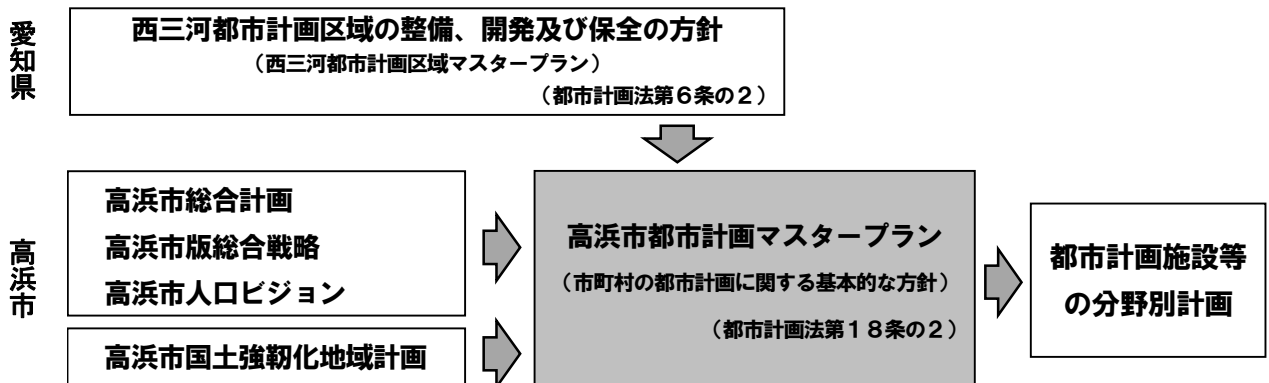 愛知県
西三河都市計画区域の整備、開発及び保全の方針
（西三河都市計画区域マスタープラン）
（都市計画法第６条の２）
高浜市
高浜市総合計画
高浜市版総合戦略
高浜市人口ビジョン
高浜市国土強靭化地域計画
高浜市都市計画マスタープラン
（市町村の都市計画に関する基本的な方針）
（都市計画法第１８条の２）
都市計画施設等
の分野別計画